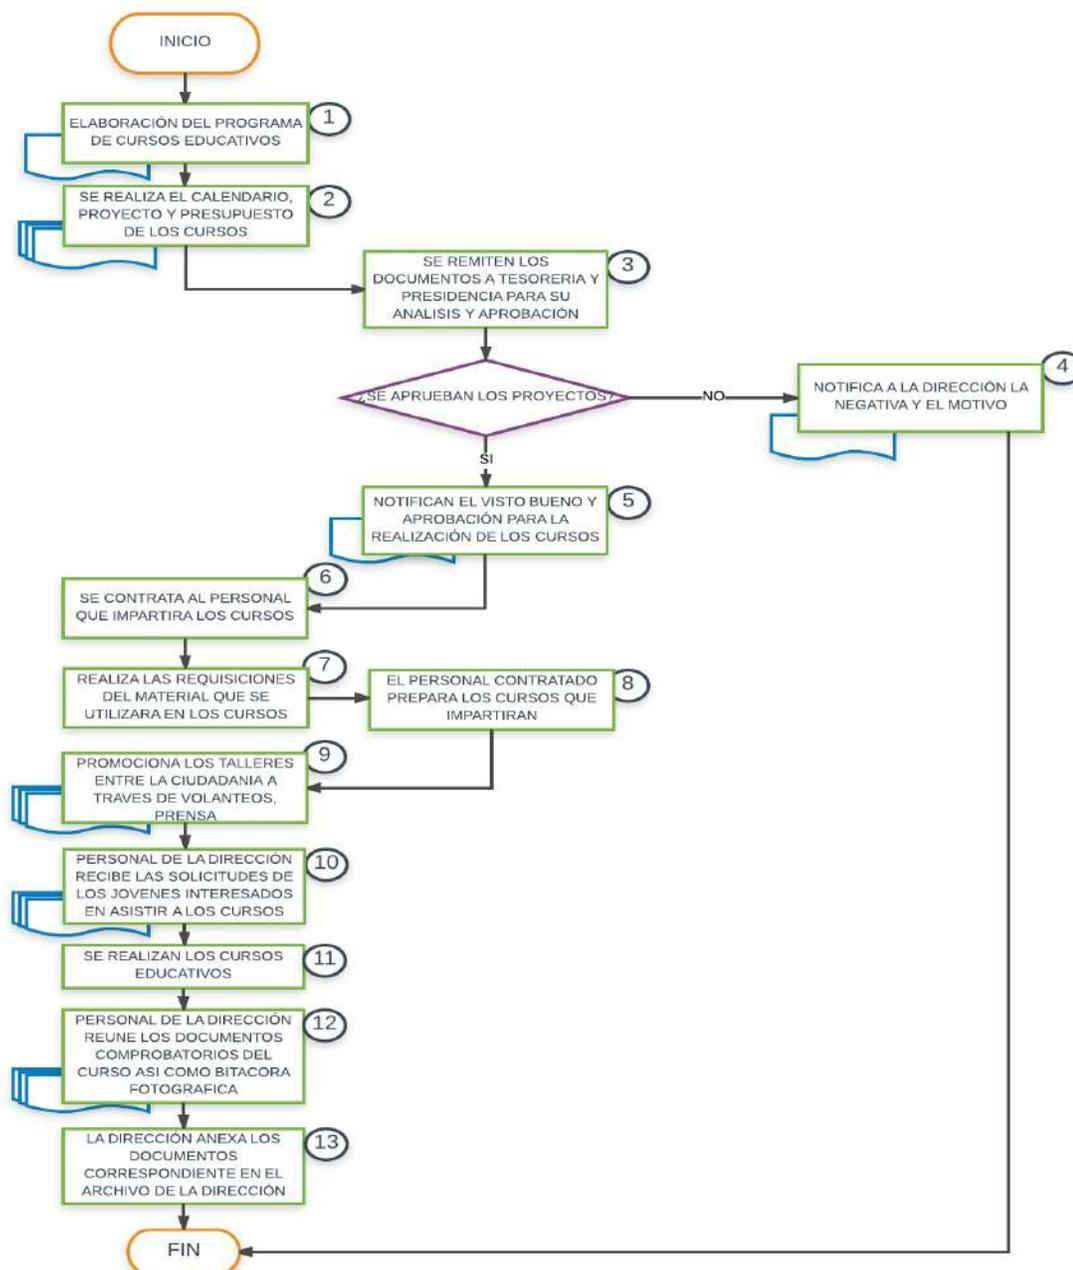 INICIO
1
ELABORACIÓN DEL PROGRAMA
DE CURSOS EDUCATIVOS
2
SE REALIZA EL CALENDARIO,
PROYECTO Y PRESUPUESTO
DE LOS CURSOS
3
SE REMITEN LOS
DOCUMENTOS A TESORERIA Y
PRESIDENCIA PARA SU
ANALISIS Y APROBACIÓN
¿SE APRUEBAN LOS PROYECTOS?
NO
4
NOTIFICA A LA DIRECCIÓN LA
NEGATIVA Y EL MOTIVO
SI
5
NOTIFICAN EL VISTO BUENO Y
APROBACIÓN PARA LA
REALIZACIÓN DE LOS CURSOS
6
SE CONTRATA AL PERSONAL
QUE IMPARTIRA LOS CURSOS
7
REALIZA LAS REQUISICIONES
DEL MATERIAL QUE SE
UTILIZARA EN LOS CURSOS
8
EL PERSONAL CONTRATADO
PREPARA LOS CURSOS QUE
IMPARTIRAN
9
PROMOCIONA LOS TALLERES
ENTRE LA CIUDADANIA A
TRAVES DE VOLANTEOS,
PRENSA
10
PERSONAL DE LA DIRECCIÓN
RECIBE LAS SOLICITUDES DE
LOS JOVENES INTERESADOS
EN ASISTIR A LOS CURSOS
11
SE REALIZAN LOS CURSOS
EDUCATIVOS
12
PERSONAL DE LA DIRECCIÓN
REUNE LOS DOCUMENTOS
COMPROBATORIOS DEL
CURSO ASI COMO BITACORA
FOTOGRAFICA
13
LA DIRECCIÓN ANEXA LOS
DOCUMENTOS
CORRESPONDIENTE EN EL
ARCHIVO DE LA DIRECCIÓN
FIN